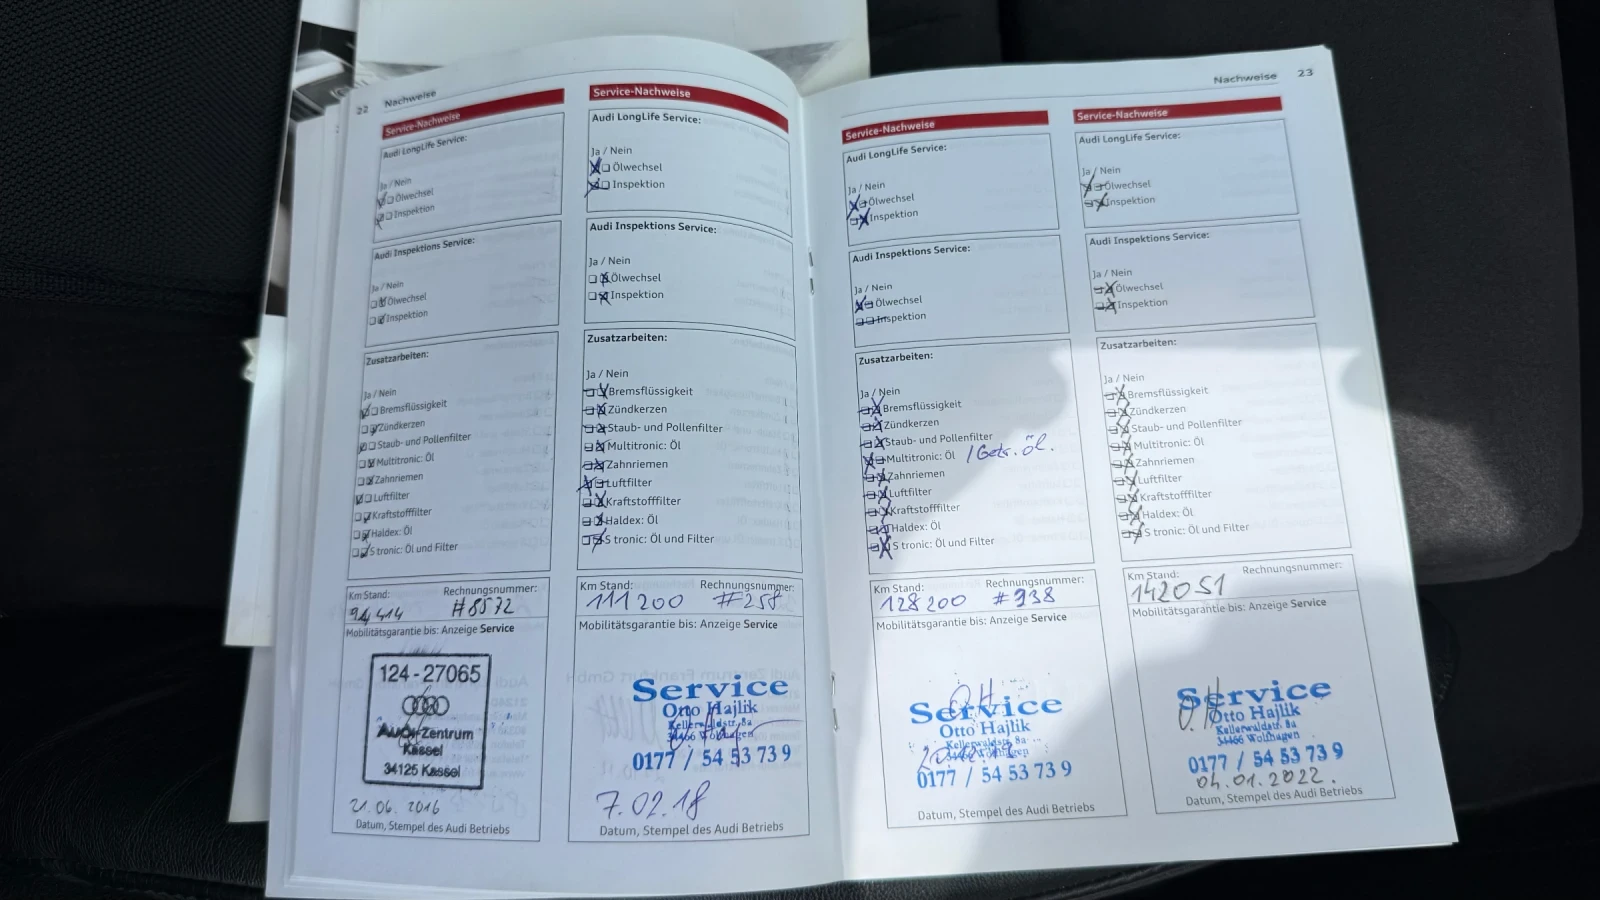 22 Nachweise
Service-Nachweise
Audi LongLife Service:
Ja / Nein
Ölwechsel
Inspektion
Audi Inspektions Service:
Ja / Nein
Ölwechsel
Inspektion
Zusatzarbeiten:
Ja / Nein
Bremsflüssigkeit
Zündkerzen
Staub- und Pollenfilter
Multitronic: Öl
Zahnriemen
Luftfilter
Kraftstofffilter
Haldex: Öl
S tronic: Öl und Filter
Km Stand: Rechnungsnummer:
94 414 #8572
Mobilitätsgarantie bis: Anzeige Service
124-27065
Audi Zentrum
Kassel
34125 Kassel
21.06.2016
Datum, Stempel des Audi Betriebs
Service-Nachweise
Audi LongLife Service:
Ja / Nein
Ölwechsel
Inspektion
Audi Inspektions Service:
Ja / Nein
Ölwechsel
Inspektion
Zusatzarbeiten:
Ja / Nein
Bremsflüssigkeit
Zündkerzen
Staub- und Pollenfilter
Multitronic: Öl
Zahnriemen
Luftfilter
Kraftstofffilter
Haldex: Öl
S tronic: Öl und Filter
Km Stand: Rechnungsnummer:
111 200 #258
Mobilitätsgarantie bis: Anzeige Service
Service
Otto Hajlik
Kellerwaldstr. 8a
34466 Wolfhagen
0177 / 54 53 73 9
7.02.18
Datum, Stempel des Audi Betriebs
Nachweise 23
Service-Nachweise
Audi LongLife Service:
Ja / Nein
Ölwechsel
Inspektion
Audi Inspektions Service:
Ja / Nein
Ölwechsel
Inspektion
Zusatzarbeiten:
Ja / Nein
Bremsflüssigkeit
Zündkerzen
Staub- und Pollenfilter
Multitronic: Öl /Getr. Öl.
Zahnriemen
Luftfilter
Kraftstofffilter
Haldex: Öl
S tronic: Öl und Filter
Km Stand: Rechnungsnummer:
128 200 #938
Mobilitätsgarantie bis: Anzeige Service
Service
Otto Hajlik
Kellerwaldstr. 8a
34466 Wolfhagen
0177 / 54 53 73 9
Datum, Stempel des Audi Betriebs
Service-Nachweise
Audi LongLife Service:
Ja / Nein
Ölwechsel
Inspektion
Audi Inspektions Service:
Ja / Nein
Ölwechsel
Inspektion
Zusatzarbeiten:
Ja / Nein
Bremsflüssigkeit
Zündkerzen
Staub- und Pollenfilter
Multitronic: Öl
Zahnriemen
Luftfilter
Kraftstofffilter
Haldex: Öl
S tronic: Öl und Filter
Km Stand: Rechnungsnummer:
142051
Mobilitätsgarantie bis: Anzeige Service
Service
Otto Hajlik
Kellerwaldstr. 8a
34466 Wolfhagen
0177 / 54 53 73 9
04.01.2022.
Datum, Stempel des Audi Betriebs